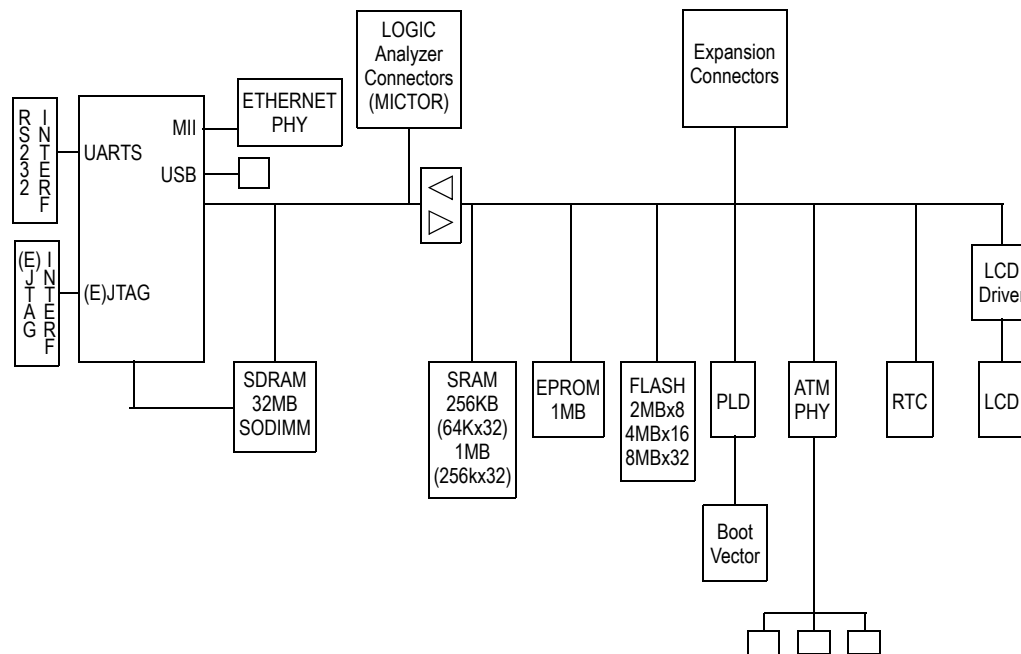 LOGIC
Analyzer
Connectors
(MICTOR)
Expansion
Connectors
ETHERNET
PHY
RS232
INTERF
MII
UARTS
USB
(E)JTAG
INTERF
(E)JTAG
LCD
Driver
SDRAM
32MB
SODIMM
SRAM
256KB
(64Kx32)
1MB
(256kx32)
EPROM
1MB
FLASH
2MBx8
4MBx16
8MBx32
PLD
ATM
PHY
RTC
LCD
Boot
Vector